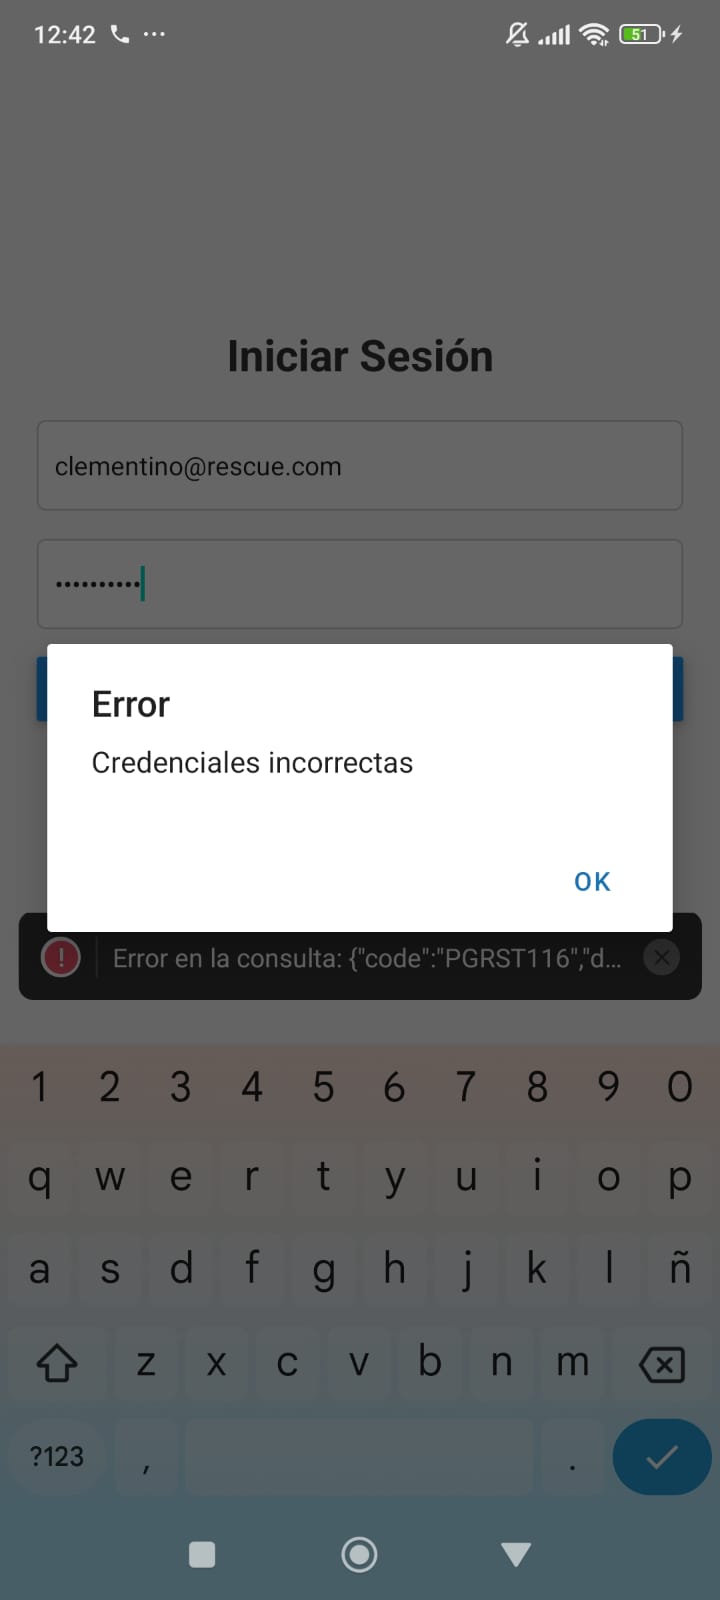 12:42
51
Iniciar Sesión
clementino@rescue.com
••••••••••
Error
Credenciales incorrectas
OK
Error en la consulta: {"code":"PGRST116","d...
1 2 3 4 5 6 7 8 9 0
q w e r t y u i o p
a s d f g h j k l ñ
z x c v b n m
?123 , .